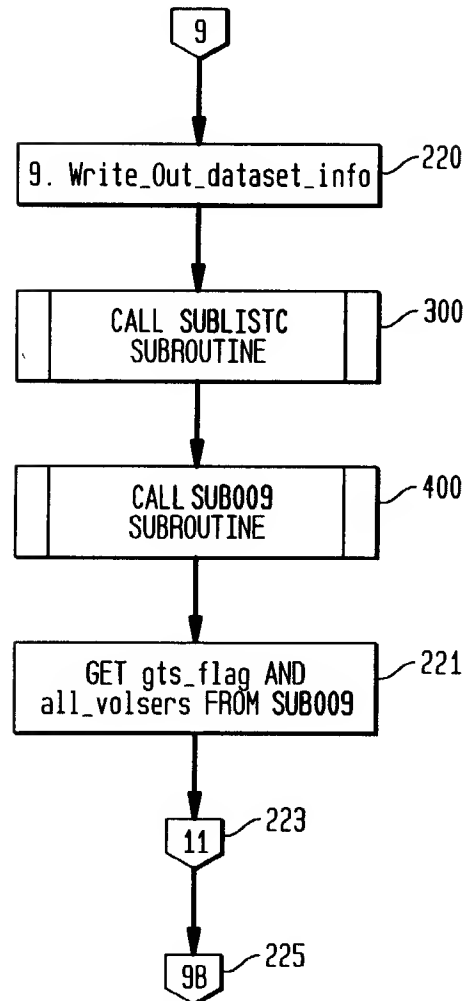 9
9. Write_Out_dataset_info
220
CALL SUBLISTC
SUBROUTINE
300
CALL SUB009
SUBROUTINE
400
GET gts_flag AND
all_volsers FROM SUB009
221
11
223
9B
225